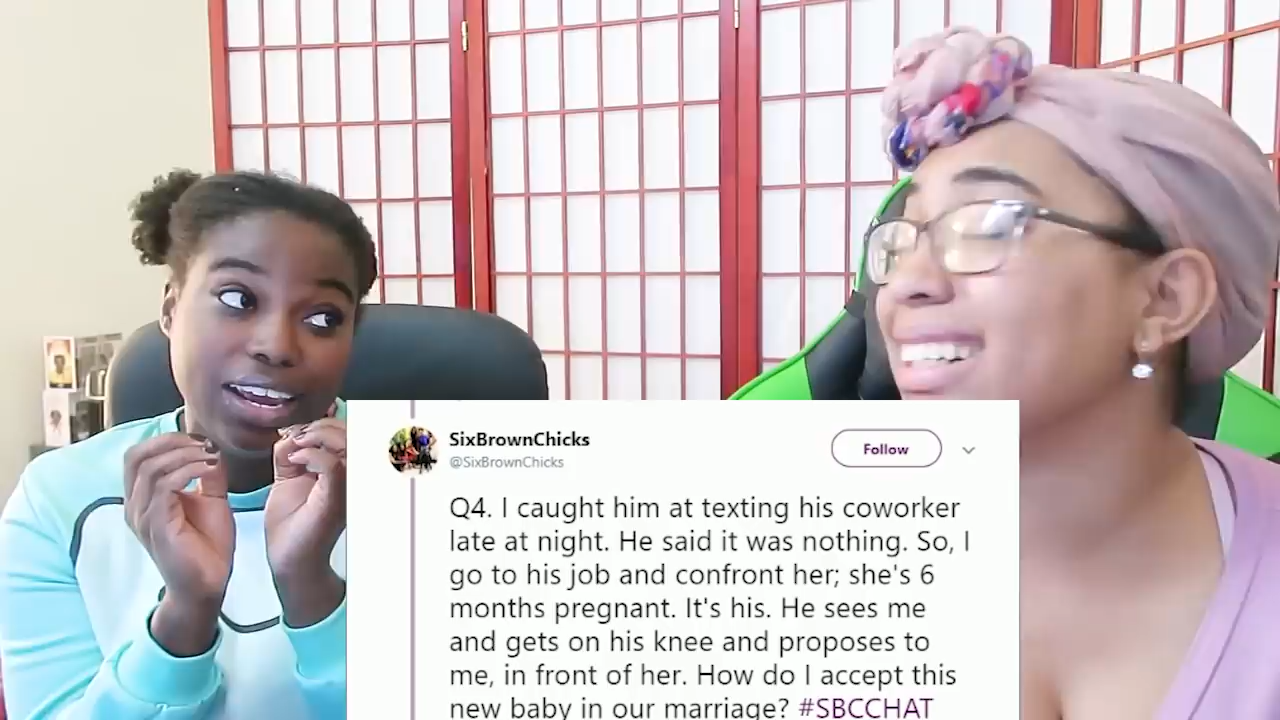 SixBrownChicks
@SixBrownChicks
Follow
Q4. I caught him at texting his coworker
late at night. He said it was nothing. So, I
go to his job and confront her; she's 6
months pregnant. It's his. He sees me
and gets on his knee and proposes to
me, in front of her. How do I accept this
new baby in our marriage? #SBCCHAT